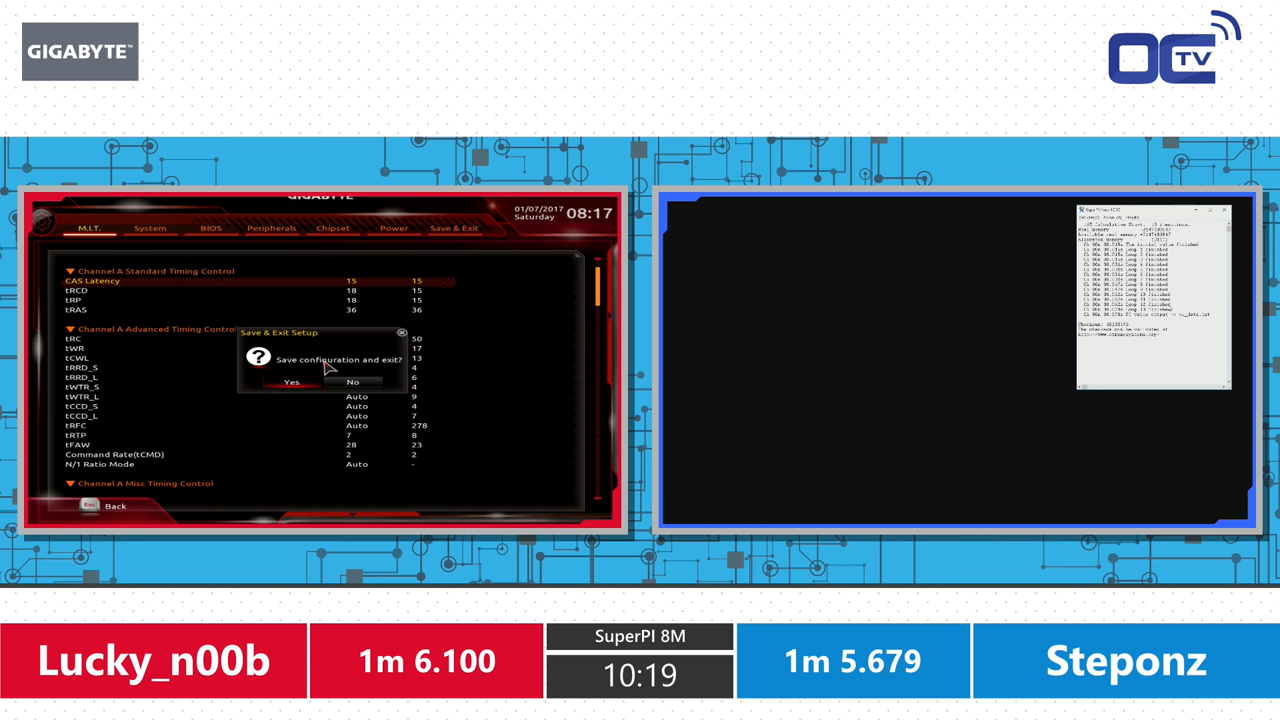 GIGABYTE™
OC TV
GIGABYTE
01/07/2017
Saturday
08:17
M.I.T. System BIOS Peripherals Chipset Power Save & Exit
Channel A Standard Timing Control
CAS Latency 15 15
tRCD 18 15
tRP 18 15
tRAS 36 36
Channel A Advanced Timing Control
tRC 50
tWR 17
tCWL 13
tRRD_S 4
tRRD_L 6
tWTR_S 4
tWTR_L Auto 9
tCCD_S Auto 4
tCCD_L Auto 7
tRFC Auto 278
tRTP 7 8
tFAW 28 23
Command Rate(tCMD) 2 2
N/1 Ratio Mode Auto -
Channel A Misc Timing Control
Save & Exit Setup
Save configuration and exit?
Yes No
Esc Back
Lucky_n00b
1m 6.100
SuperPI 8M
10:19
1m 5.679
Steponz